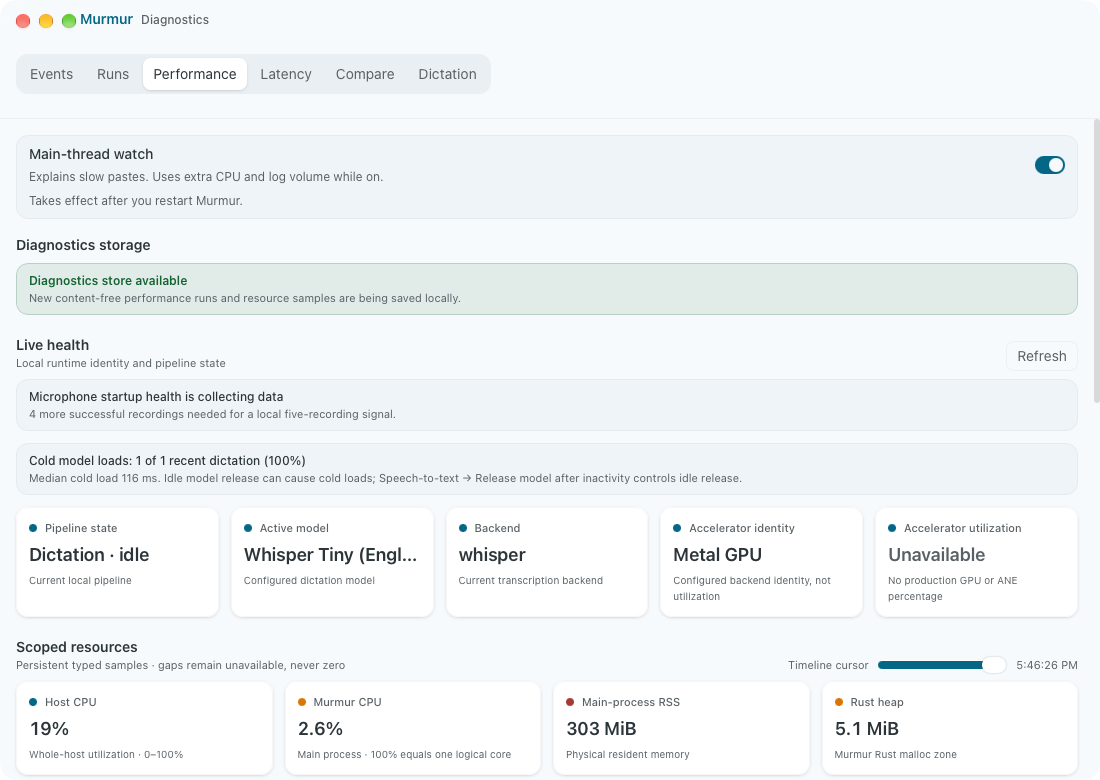 Murmur Diagnostics
Events Runs Performance Latency Compare Dictation
Main-thread watch
Explains slow pastes. Uses extra CPU and log volume while on.
Takes effect after you restart Murmur.
Diagnostics storage
Diagnostics store available
New content-free performance runs and resource samples are being saved locally.
Live health
Local runtime identity and pipeline state
Refresh
Microphone startup health is collecting data
4 more successful recordings needed for a local five-recording signal.
Cold model loads: 1 of 1 recent dictation (100%)
Median cold load 116 ms. Idle model release can cause cold loads; Speech-to-text → Release model after inactivity controls idle release.
Pipeline state
Dictation · idle
Current local pipeline
Active model
Whisper Tiny (Engl...
Configured dictation model
Backend
whisper
Current transcription backend
Accelerator identity
Metal GPU
Configured backend identity, not
utilization
Accelerator utilization
Unavailable
No production GPU or ANE
percentage
Scoped resources
Persistent typed samples · gaps remain unavailable, never zero
Timeline cursor 5:46:26 PM
Host CPU
19%
Whole-host utilization · 0–100%
Murmur CPU
2.6%
Main process · 100% equals one logical core
Main-process RSS
303 MiB
Physical resident memory
Rust heap
5.1 MiB
Murmur Rust malloc zone